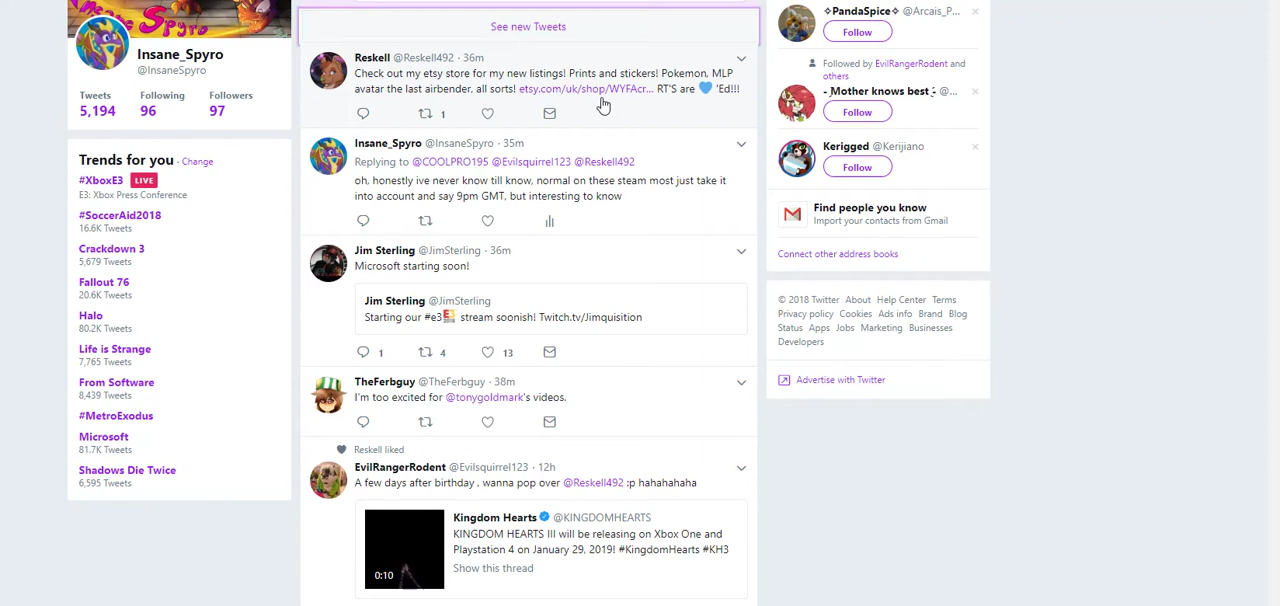 Spyro
Insane_Spyro
@InsaneSpyro
Tweets Following Followers
5,194 96 97
Trends for you · Change
#XboxE3 LIVE
E3: Xbox Press Conference
#SoccerAid2018
16.6K Tweets
Crackdown 3
5,679 Tweets
Fallout 76
20.6K Tweets
Halo
80.2K Tweets
Life is Strange
7,765 Tweets
From Software
8,439 Tweets
#MetroExodus
Microsoft
81.7K Tweets
Shadows Die Twice
6,595 Tweets
See new Tweets
Reskell @Reskell492 · 36m
Check out my etsy store for my new listings! Prints and stickers! Pokemon, MLP
avatar the last airbender. all sorts! etsy.com/uk/shop/WYFAcr... RT'S are 💙 'Ed!!!
1
Insane_Spyro @InsaneSpyro · 35m
Replying to @COOLPRO195 @Evilsquirrel123 @Reskell492
oh, honestly ive never know till know, normal on these steam most just take it
into account and say 9pm GMT, but interesting to know
Jim Sterling @JimSterling · 36m
Microsoft starting soon!
Jim Sterling @JimSterling
Starting our #e3 E3 stream soonish! Twitch.tv/Jimquisition
1 4 13
TheFerbguy @TheFerbguy · 38m
I'm too excited for @tonygoldmark's videos.
Reskell liked
EvilRangerRodent @Evilsquirrel123 · 12h
A few days after birthday , wanna pop over @Reskell492 :p hahahahaha
Kingdom Hearts @KINGDOMHEARTS
KINGDOM HEARTS III will be releasing on Xbox One and
Playstation 4 on January 29, 2019! #KingdomHearts #KH3
Show this thread
0:10
✧PandaSpice✧ @Arcais_P...
Follow
Followed by EvilRangerRodent and
others
Mother knows best @...
Follow
Kerigged @Kerijiano
Follow
Find people you know
Import your contacts from Gmail
Connect other address books
© 2018 Twitter About Help Center Terms
Privacy policy Cookies Ads info Brand Blog
Status Apps Jobs Marketing Businesses
Developers
Advertise with Twitter